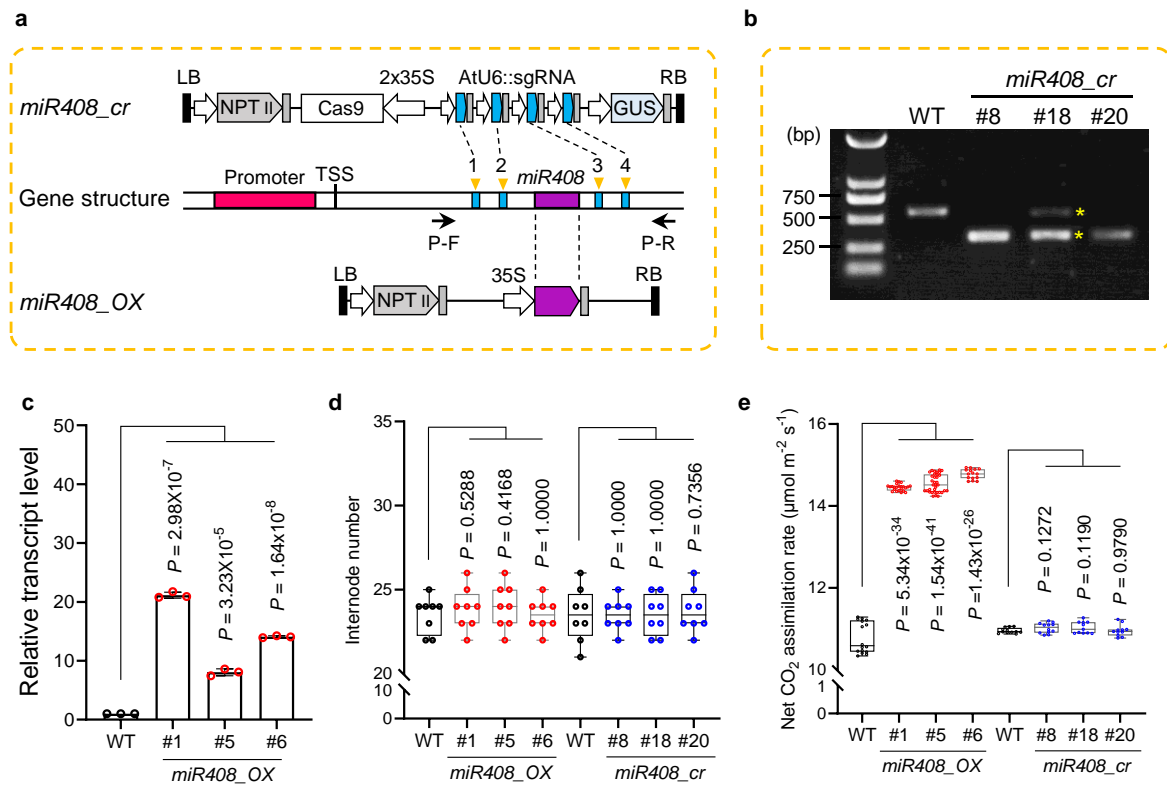 a
LB
2x35S
AtU6::sgRNA
RB
miR408_cr
NPT II
Cas9
GUS
1
2
3
4
Promoter
TSS
miR408
Gene structure
P-F
P-R
LB
35S
RB
miR408_OX
NPT II
b
miR408_cr
WT
#8
#18
#20
(bp)
750
500
250
*
*
c
Relative transcript level
50
40
30
20
10
0
P = 2.98X10-7
P = 3.23X10-5
P = 1.64x10-8
WT
#1
#5
#6
miR408_OX
d
Internode number
35
30
25
20
10
0
P = 0.5288
P = 0.4168
P = 1.0000
P = 1.0000
P = 1.0000
P = 0.7356
WT
#1
#5
#6
WT
#8
#18
#20
miR408_OX
miR408_cr
e
Net CO2 assimilation rate (μmol m-2 s-1)
16
14
12
10
1
0
P = 5.34x10-34
P = 1.54x10-41
P =1.43x10-26
P = 0.1272
P = 0.1190
P = 0.9790
WT
#1
#5
#6
WT
#8
#18
#20
miR408_OX
miR408_cr